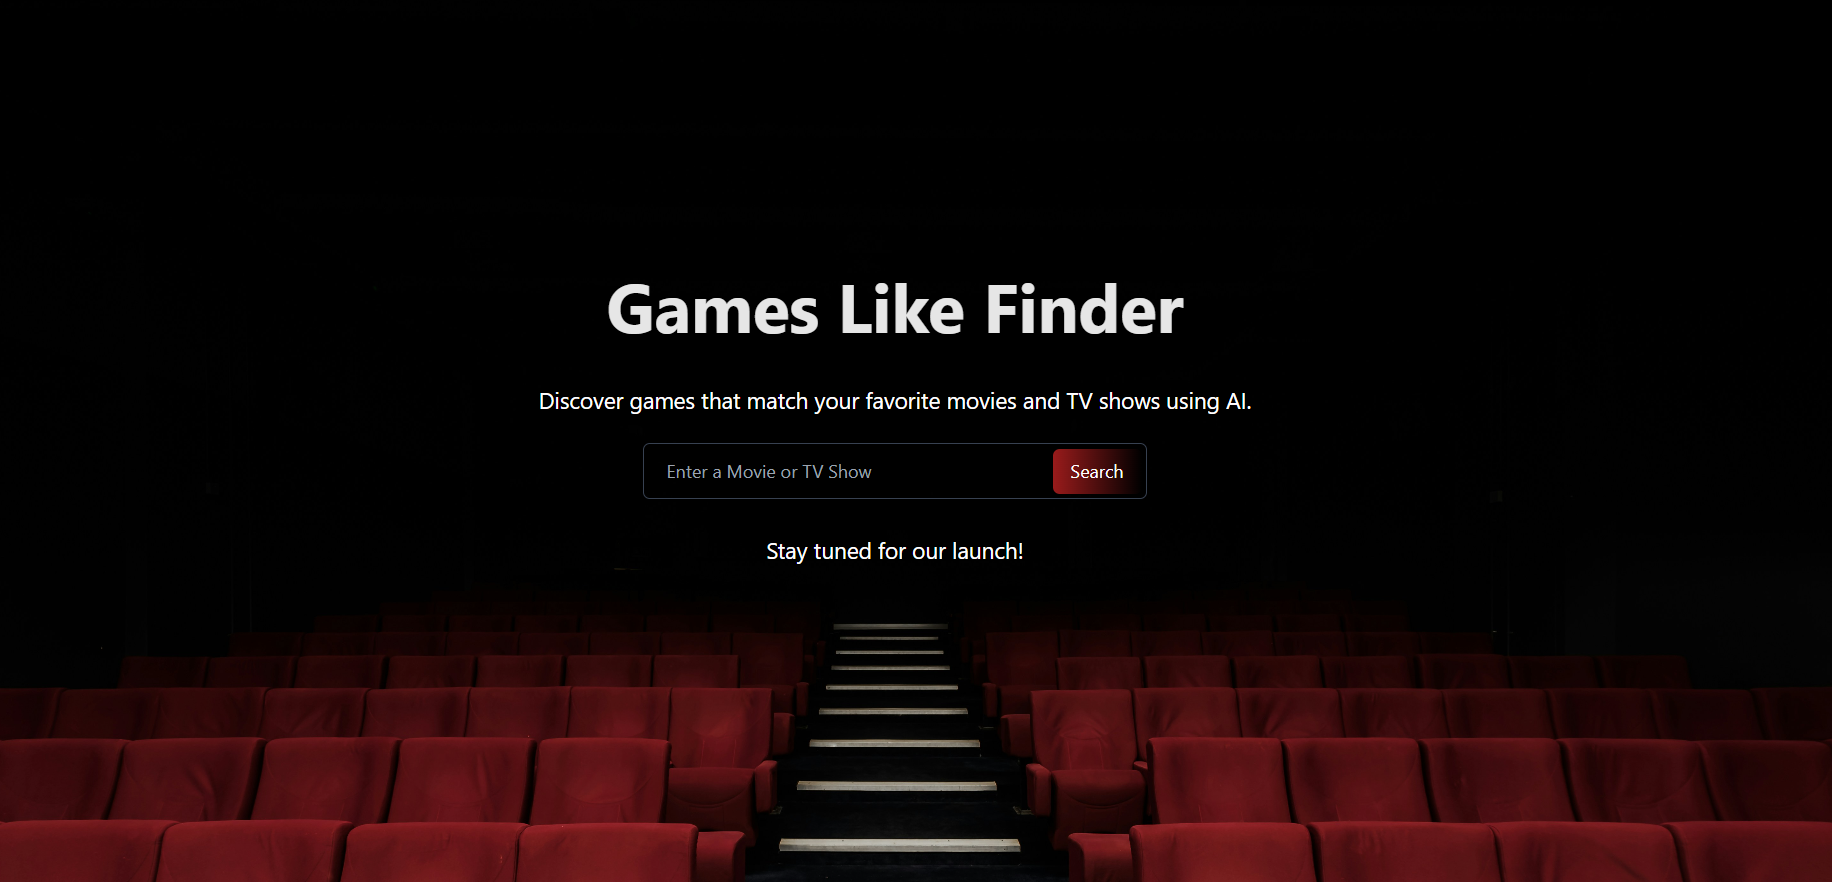 Games Like Finder
Discover games that match your favorite movies and TV shows using AI.
Enter a Movie or TV Show
Search
Stay tuned for our launch!